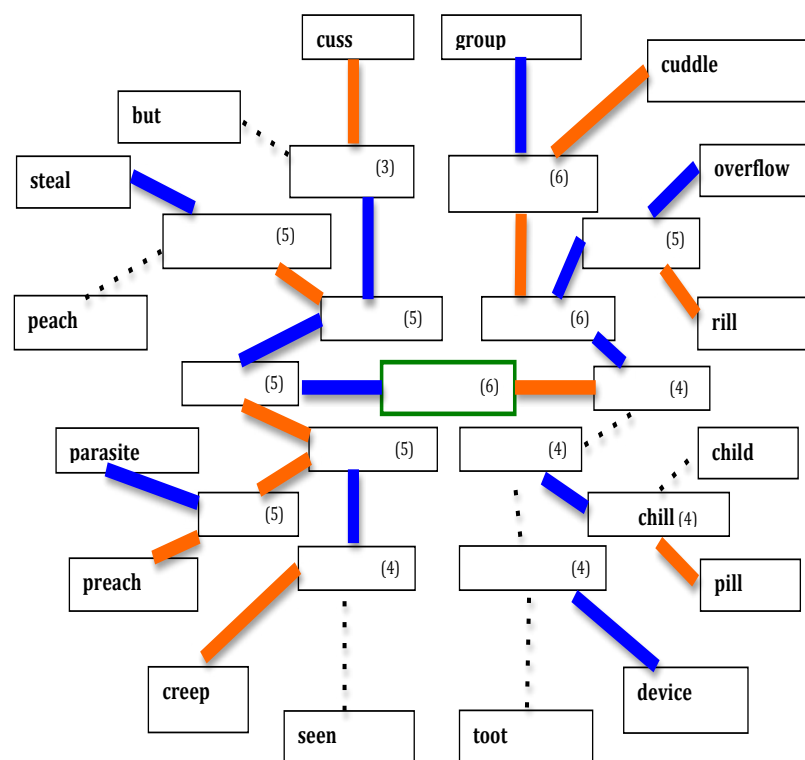 cuss
group
cuddle
but
(3)
(6)
overflow
steal
(5)
(5)
peach
(5)
(6)
rill
(5)
(6)
(4)
parasite
(5)
(4)
child
(5)
chill (4)
preach
(4)
(4)
pill
creep
device
seen
toot